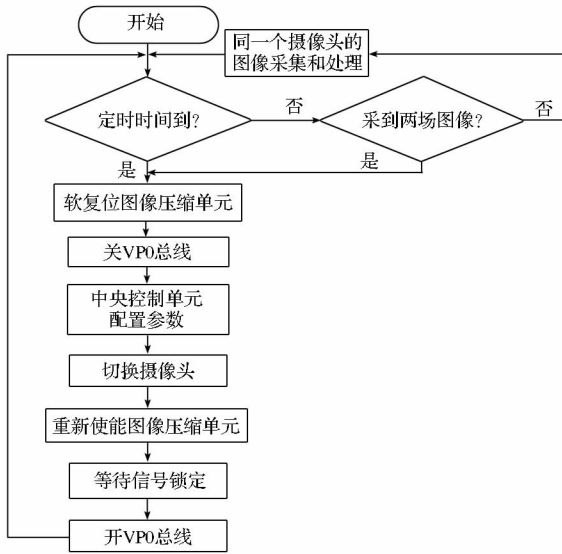 开始
同一个摄像头的
图像采集和处理
定时时间到?
否
采到两场图像?
否
是
是
软复位图像压缩单元
关VP0总线
中央控制单元
配置参数
切换摄像头
重新使能图像压缩单元
等待信号锁定
开VP0总线